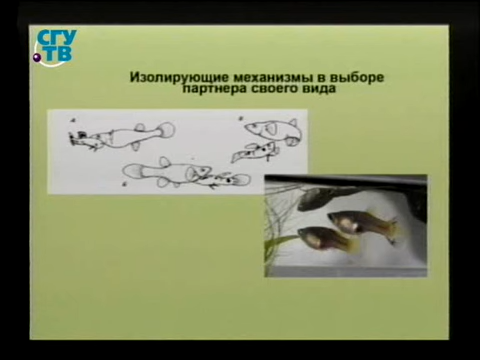 СГУ
ТВ
Изолирующие механизмы в выборе
партнера своего вида